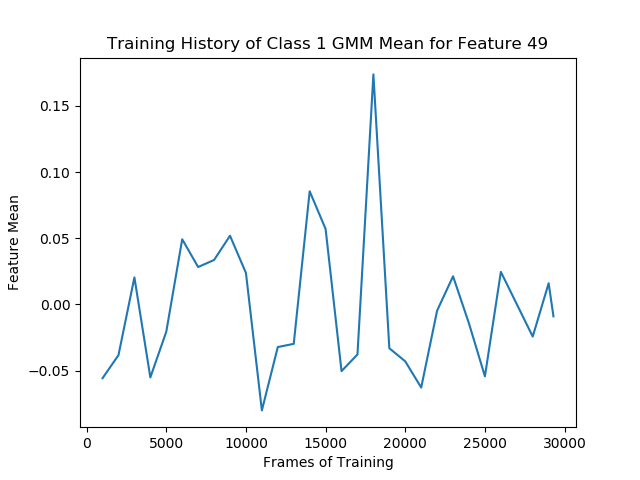 Training History of Class 1 GMM Mean for Feature 49
0.15
0.10
0.05
0.00
−0.05
Feature Mean
0 5000 10000 15000 20000 25000 30000
Frames of Training